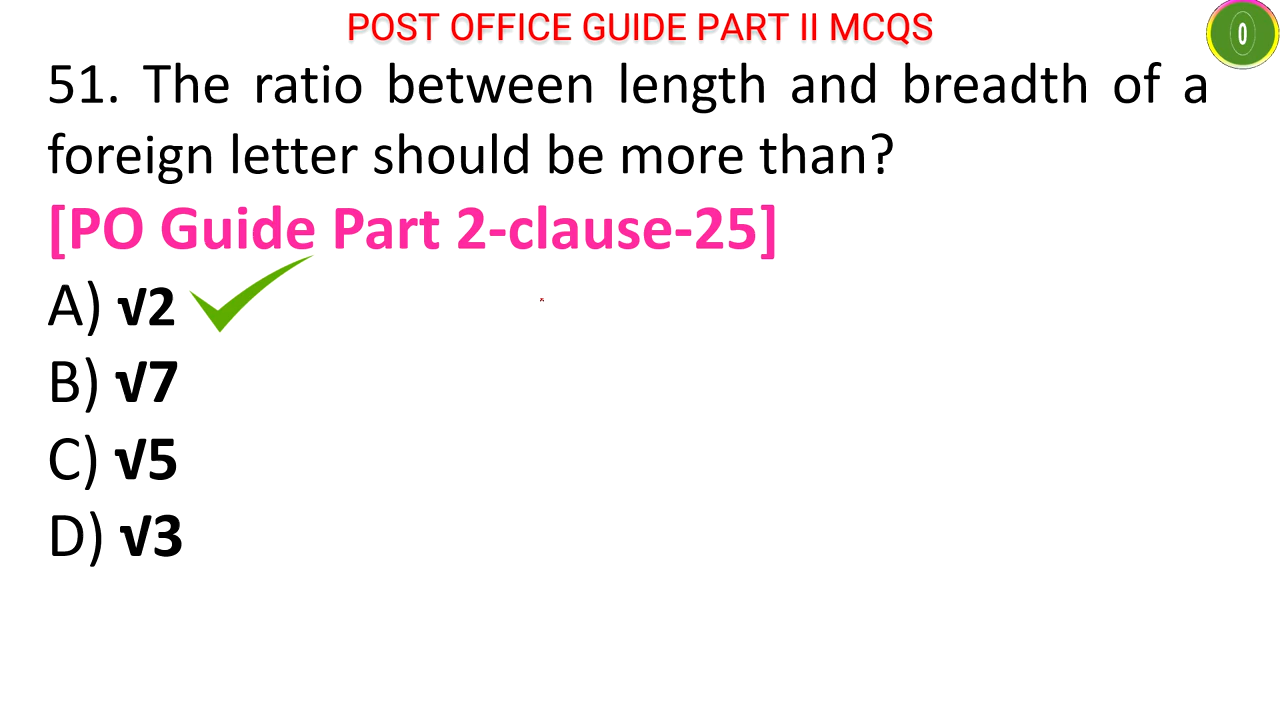 POST OFFICE GUIDE PART II MCQS
0
51. The ratio between length and breadth of a
foreign letter should be more than?
[PO Guide Part 2-clause-25]
A) √2
B) √7
C) √5
D) √3